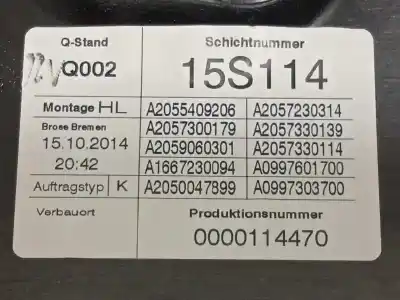 Q-Stand Schichtnummer
Q002 15S114
Montage HL A2055409206 A2057230314
Brose Bremen A2057300179 A2057330139
15.10.2014 A2059060301 A2057330114
20:42 A1667230094 A0997601700
Auftragstyp K A2050047899 A0997303700
Verbauort Produktionsnummer
0000114470